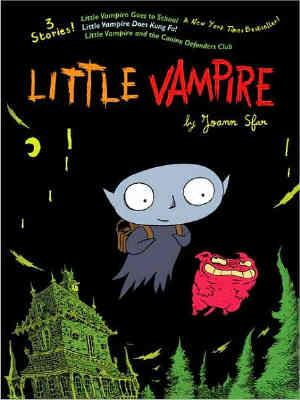 3 Stories!
Little Vampire Goes to School
Little Vampire Does Kung Fu!
Little Vampire and the Canine Defenders Club
A New York Times Bestseller!
LITTLE VAMPIRE
by Joann Sfar